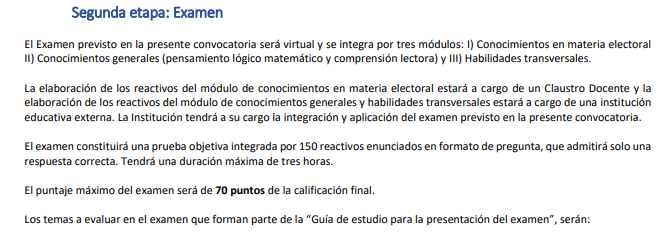 Segunda etapa: Examen
El Examen previsto en la presente convocatoria será virtual y se integra por tres módulos: I) Conocimientos en materia electoral
II) Conocimientos generales (pensamiento lógico matemático y comprensión lectora) y III) Habilidades transversales.
La elaboración de los reactivos del módulo de conocimientos en materia electoral estará a cargo de un Claustro Docente y la
elaboración de los reactivos del módulo de conocimientos generales y habilidades transversales estará a cargo de una institución
educativa externa. La Institución tendrá a su cargo la integración y aplicación del examen previsto en la presente convocatoria.
El examen constituirá una prueba objetiva integrada por 150 reactivos enunciados en formato de pregunta, que admitirá solo una
respuesta correcta. Tendrá una duración máxima de tres horas.
El puntaje máximo del examen será de 70 puntos de la calificación final.
Los temas a evaluar en el examen que forman parte de la “Guía de estudio para la presentación del examen”, serán: